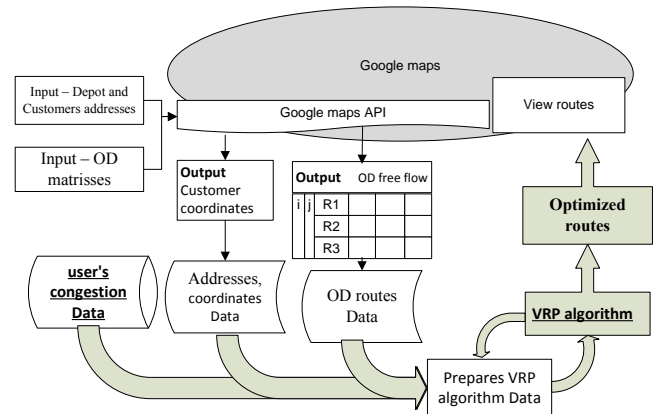 Google maps
Input – Depot and
Customers addresses
Google maps API
View routes
Input – OD
matrisses
Output
Customer
coordinates
Output OD free flow
i j R1
R2
R3
Optimized
routes
user's
congestion
Data
Addresses,
coordinates
Data
OD routes
Data
VRP algorithm
Prepares VRP
algorithm Data